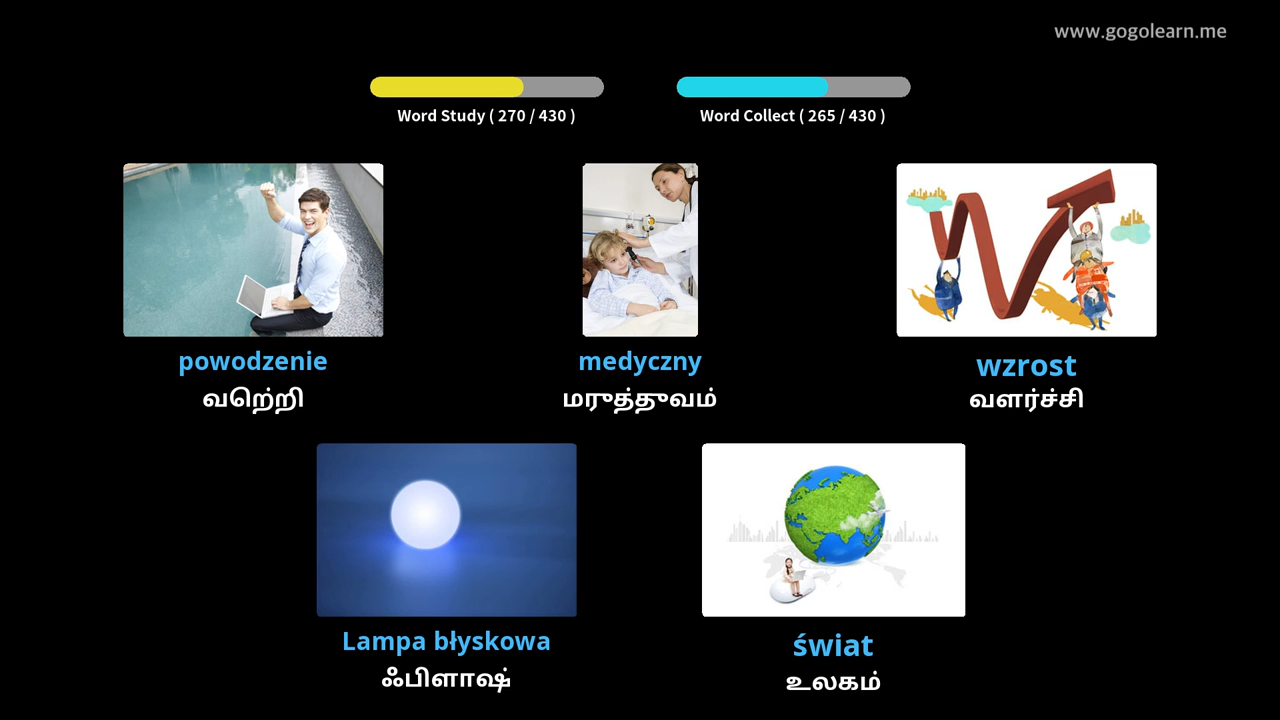 www.gogolearn.me
Word Study ( 270 / 430 )
Word Collect ( 265 / 430 )
powodzenie
வெற்றி
medyczny
மருத்துவம்
wzrost
வளர்ச்சி
Lampa błyskowa
ஃபிளாஷ்
świat
உலகம்